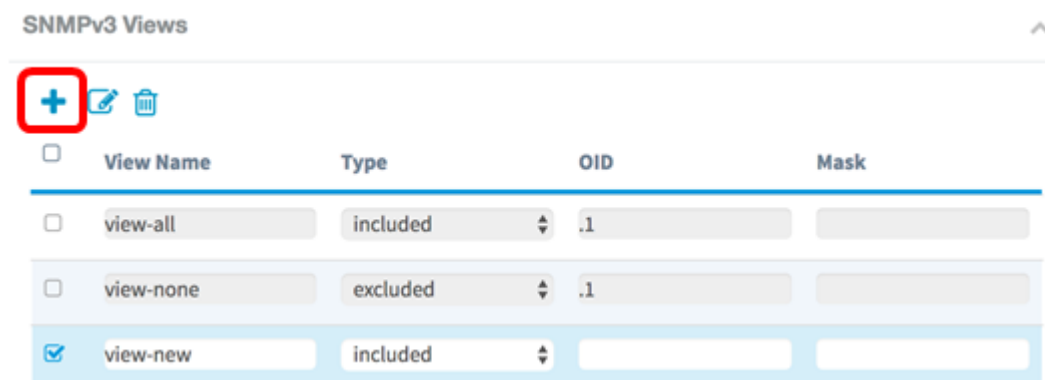 SNMPv3 Views
View Name Type OID Mask
view-all included .1
view-none excluded .1
view-new included